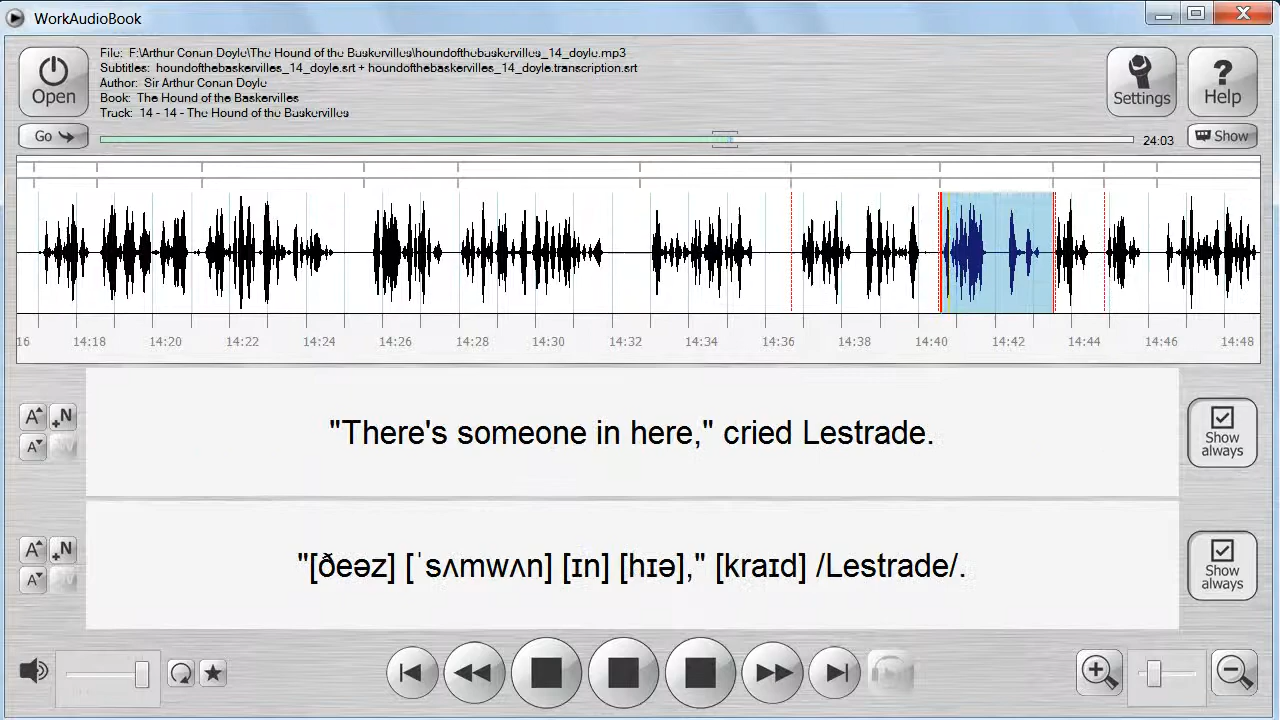 WorkAudioBook
File: F:\Arthur Conan Doyle\The Hound of the Baskervilles\houndofthebaskervilles_14_doyle.mp3
Subtitles: houndofthebaskervilles_14_doyle.srt + houndofthebaskervilles_14_doyle.transcription.srt
Author: Sir Arthur Conan Doyle
Book: The Hound of the Baskervilles
Track: 14 - 14 - The Hound of the Baskervilles
Open
Settings
Help
Go
24:03
Show
16 14:18 14:20 14:22 14:24 14:26 14:28 14:30 14:32 14:34 14:36 14:38 14:40 14:42 14:44 14:46 14:48
A +N
A
"There's someone in here," cried Lestrade.
Show always
A +N
A
"[ðeəz] [ˈsʌmwʌn] [ɪn] [hɪə]," [kraɪd] /Lestrade/.
Show always